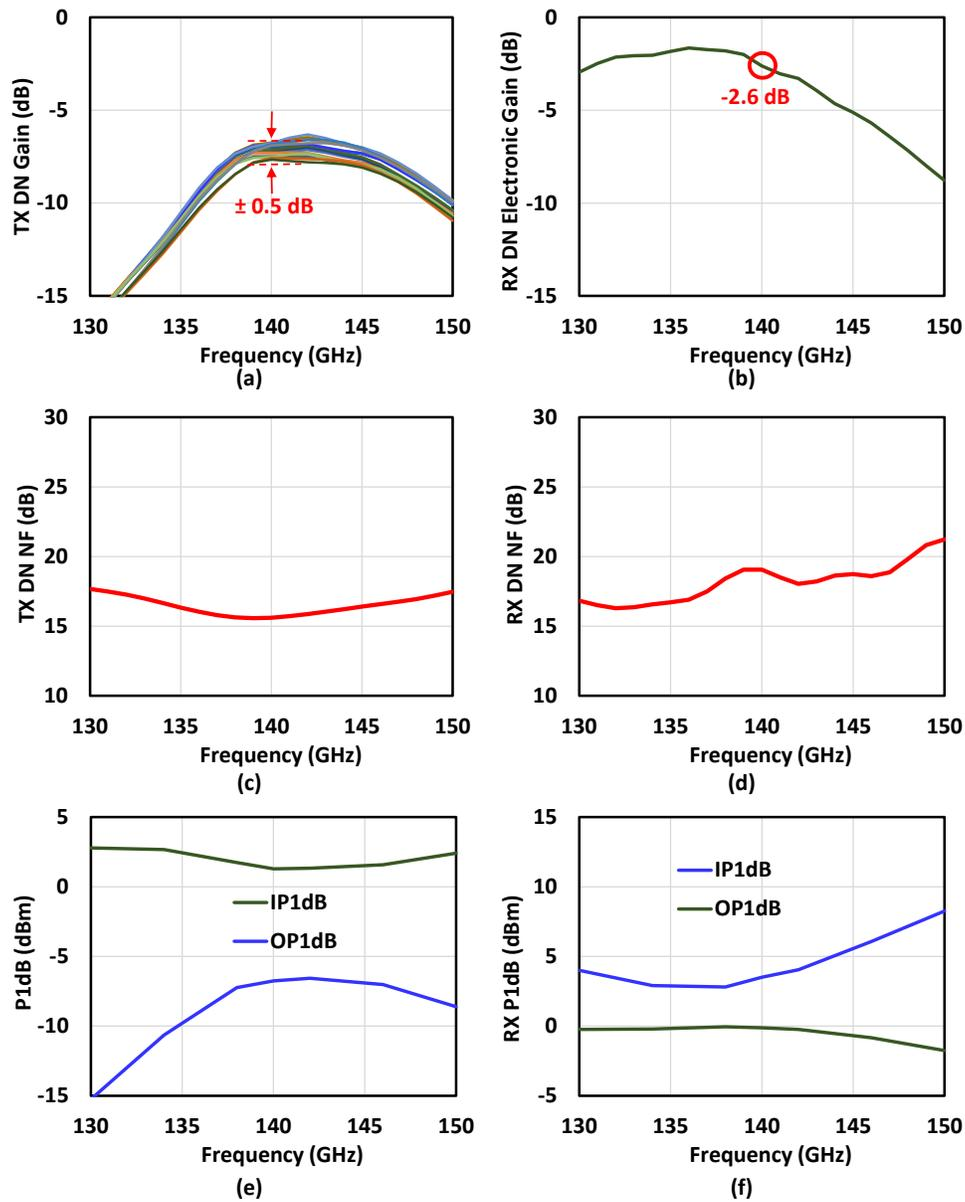 TX DN Gain (dB)
0
-5
-10
-15
± 0.5 dB
130 135 140 145 150
Frequency (GHz)
(a)
RX DN Electronic Gain (dB)
0
-5
-10
-15
-2.6 dB
130 135 140 145 150
Frequency (GHz)
(b)
TX DN NF (dB)
30
25
20
15
10
130 135 140 145 150
Frequency (GHz)
(c)
RX DN NF (dB)
30
25
20
15
10
130 135 140 145 150
Frequency (GHz)
(d)
P1dB (dBm)
5
0
-5
-10
-15
IP1dB
OP1dB
130 135 140 145 150
Frequency (GHz)
(e)
RX P1dB (dBm)
15
10
5
0
-5
IP1dB
OP1dB
130 135 140 145 150
Frequency (GHz)
(f)